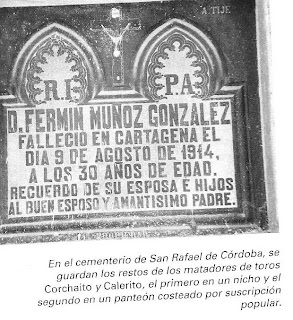 A. TIJE
R.I. P.A.
D. FERMIN MUÑOZ GONZALEZ
FALLECIÓ EN CARTAGENA EL
DIA 9 DE AGOSTO DE 1914,
A LOS 30 AÑOS DE EDAD.
RECUERDO DE SU ESPOSA E HIJOS
AL BUEN ESPOSO Y AMANTISIMO PADRE.
En el cementerio de San Rafael de Córdoba, se
guardan los restos de los matadores de toros
Corchaíto y Calerito, el primero en un nicho y el
segundo en un panteón costeado por suscripción
popular.